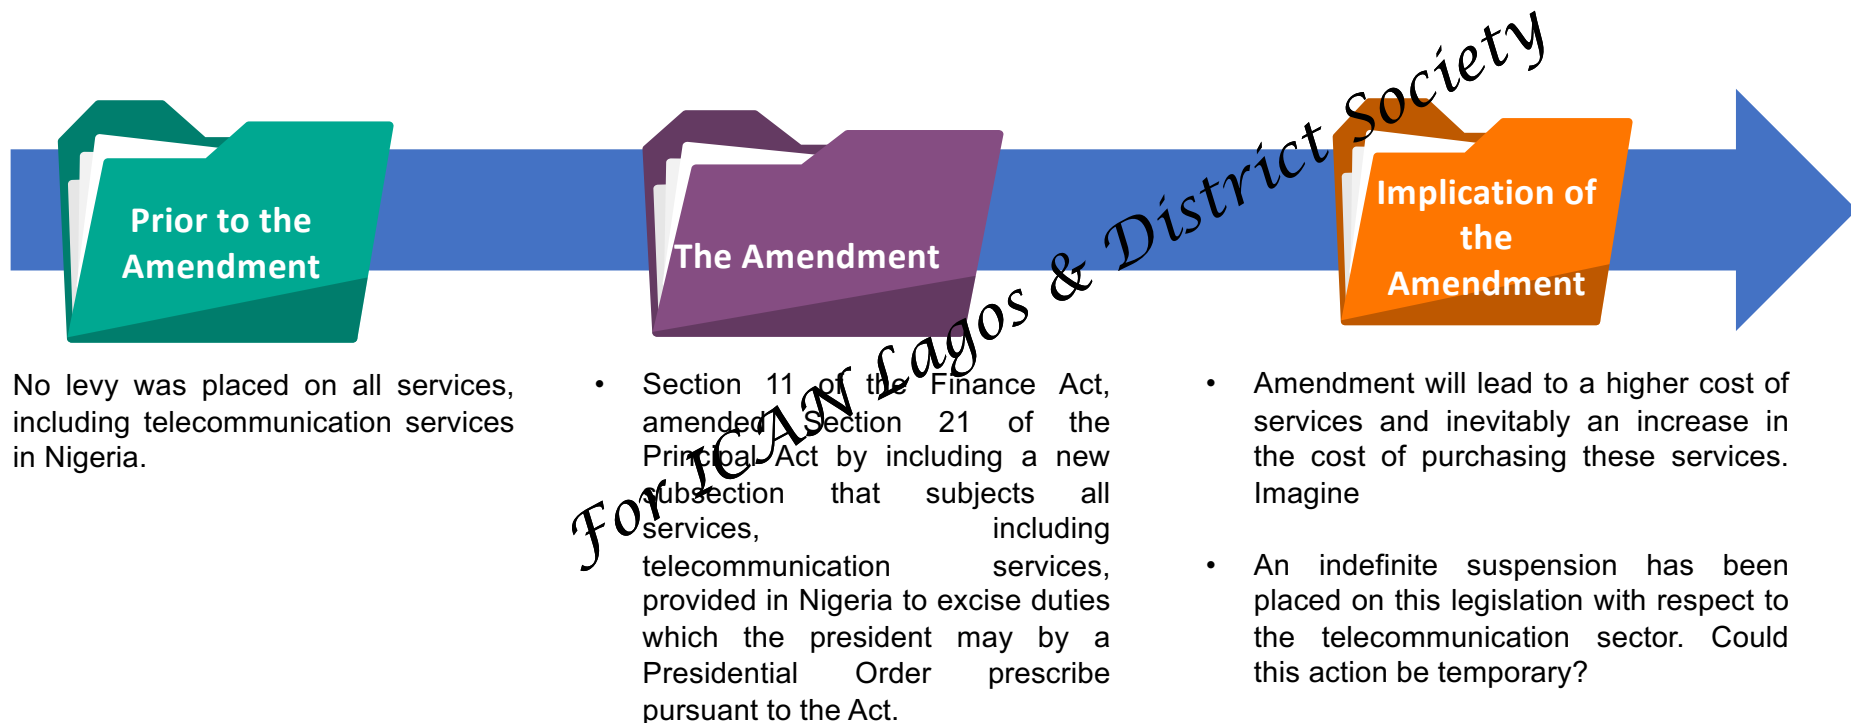 Prior to the
Amendment
No levy was placed on all services,
including telecommunication services
in Nigeria.
The Amendment
• Section 11 of the Finance Act,
amended Section 21 of the
Principal Act by including a new
subsection that subjects all
services, including
telecommunication services,
provided in Nigeria to excise duties
which the president may by a
Presidential Order prescribe
pursuant to the Act.
Implication of
the
Amendment
• Amendment will lead to a higher cost of
services and inevitably an increase in
the cost of purchasing these services.
Imagine
• An indefinite suspension has been
placed on this legislation with respect to
the telecommunication sector. Could
this action be temporary?
For ICAN Lagos & District Society